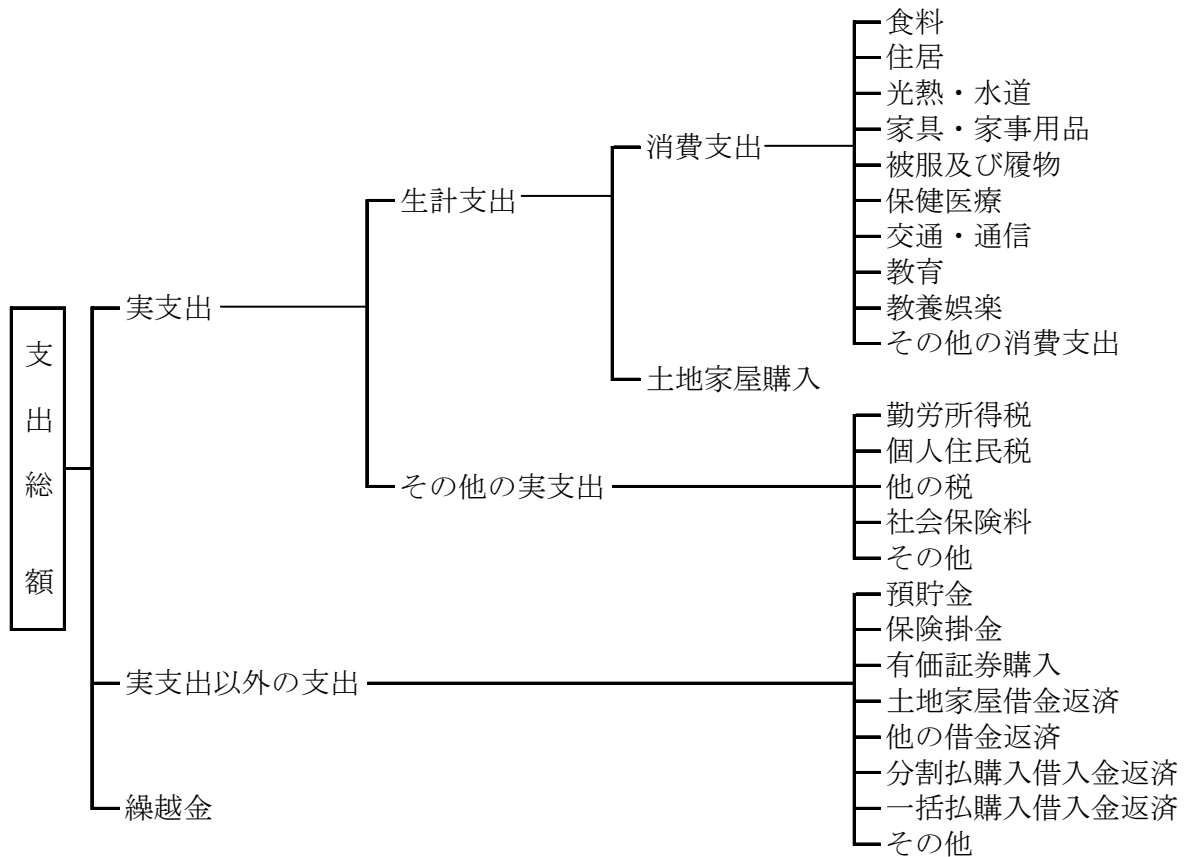 支出総額
実支出
生計支出
消費支出
食料
住居
光熱・水道
家具・家事用品
被服及び履物
保健医療
交通・通信
教育
教養娯楽
その他の消費支出
土地家屋購入
その他の実支出
勤労所得税
個人住民税
他の税
社会保険料
その他
実支出以外の支出
預貯金
保険掛金
有価証券購入
土地家屋借金返済
他の借金返済
分割払購入借入金返済
一括払購入借入金返済
その他
繰越金